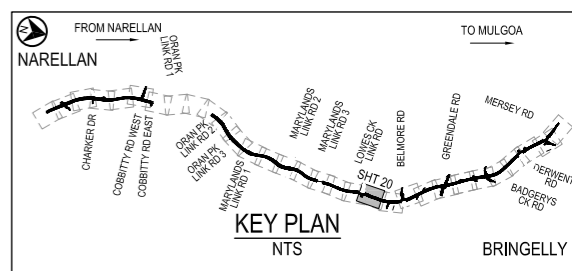 FROM NARELLAN
TO MULGOA
NARELLAN
ORAN PK
LINK RD 1
CHARKER DR
COBBITTY RD WEST
COBBITTY RD EAST
ORAN PK
LINK RD 2
ORAN PK
LINK RD 3
MARYLANDS
LINK RD 1
MARYLANDS
LINK RD 2
MARYLANDS
LINK RD 3
LOWES CK
LINK RD
SHT 20
BELMORE RD
GREENDALE RD
MERSEY RD
DERWENT
RD
BADGERYS
CK RD
KEY PLAN
NTS
BRINGELLY